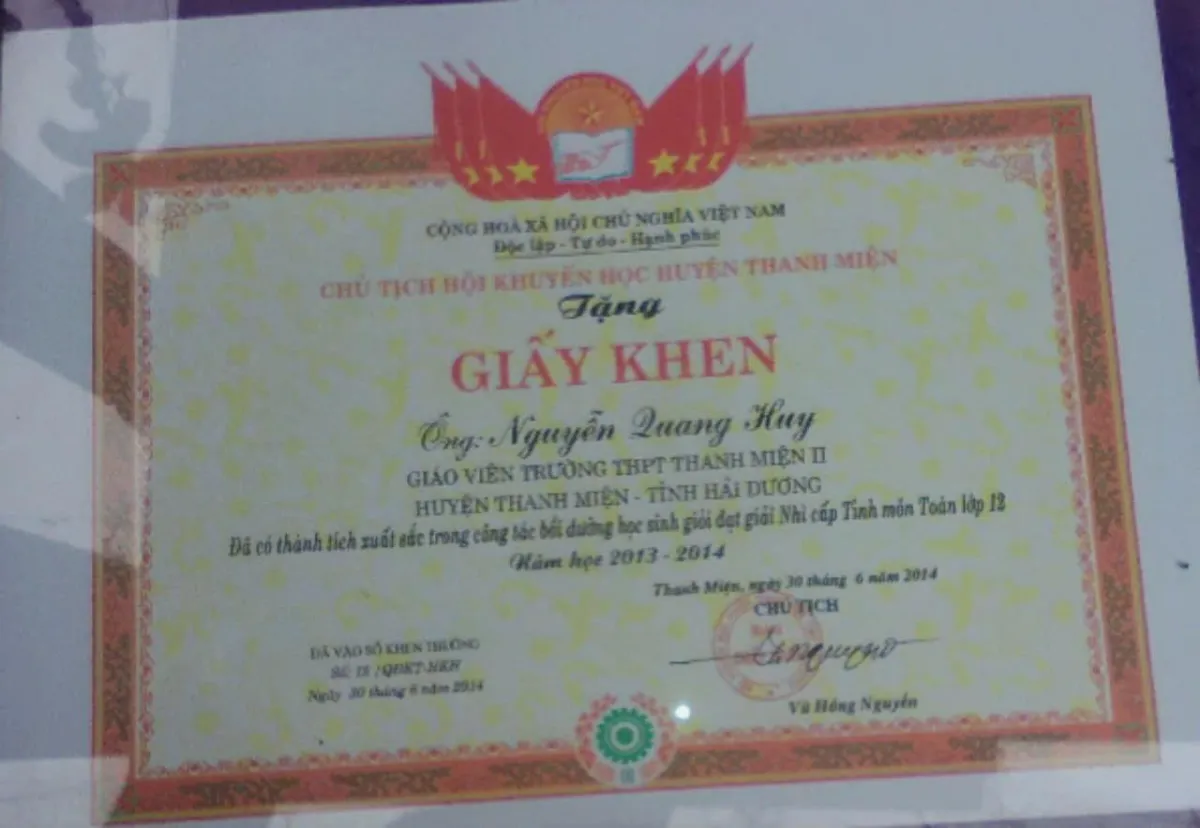 CỘNG HOÀ XÃ HỘI CHỦ NGHĨA VIỆT NAM
Độc lập - Tự do - Hạnh phúc
CHỦ TỊCH HỘI KHUYẾN HỌC HUYỆN THANH MIỆN
Tặng
GIẤY KHEN
Ông: Nguyễn Quang Huy
GIÁO VIÊN TRƯỜNG THPT THANH MIỆN II
HUYỆN THANH MIỆN - TỈNH HẢI DƯƠNG
Đã có thành tích xuất sắc trong công tác bồi dưỡng học sinh giỏi đạt giải Nhì cấp Tỉnh môn Toán lớp 12
Năm học 2013 - 2014
Thanh Miện, ngày 30 tháng 6 năm 2014
CHỦ TỊCH
ĐÃ VÀO SỔ KHEN THƯỞNG
Số: /QĐKT-HKH
Ngày 30 tháng 6 năm 2014
Vũ Hồng Nguyễn